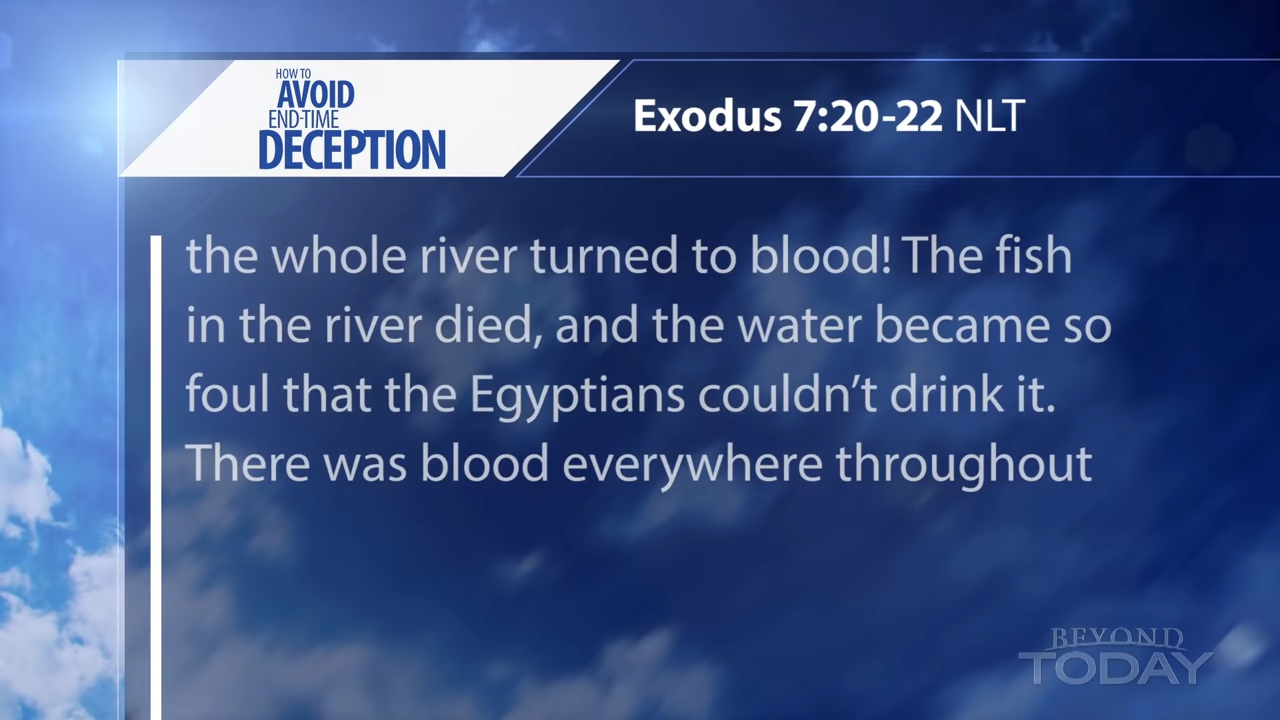 HOW TO
AVOID
END-TIME
DECEPTION
Exodus 7:20-22 NLT
the whole river turned to blood! The fish
in the river died, and the water became so
foul that the Egyptians couldn’t drink it.
There was blood everywhere throughout
BEYOND
TODAY